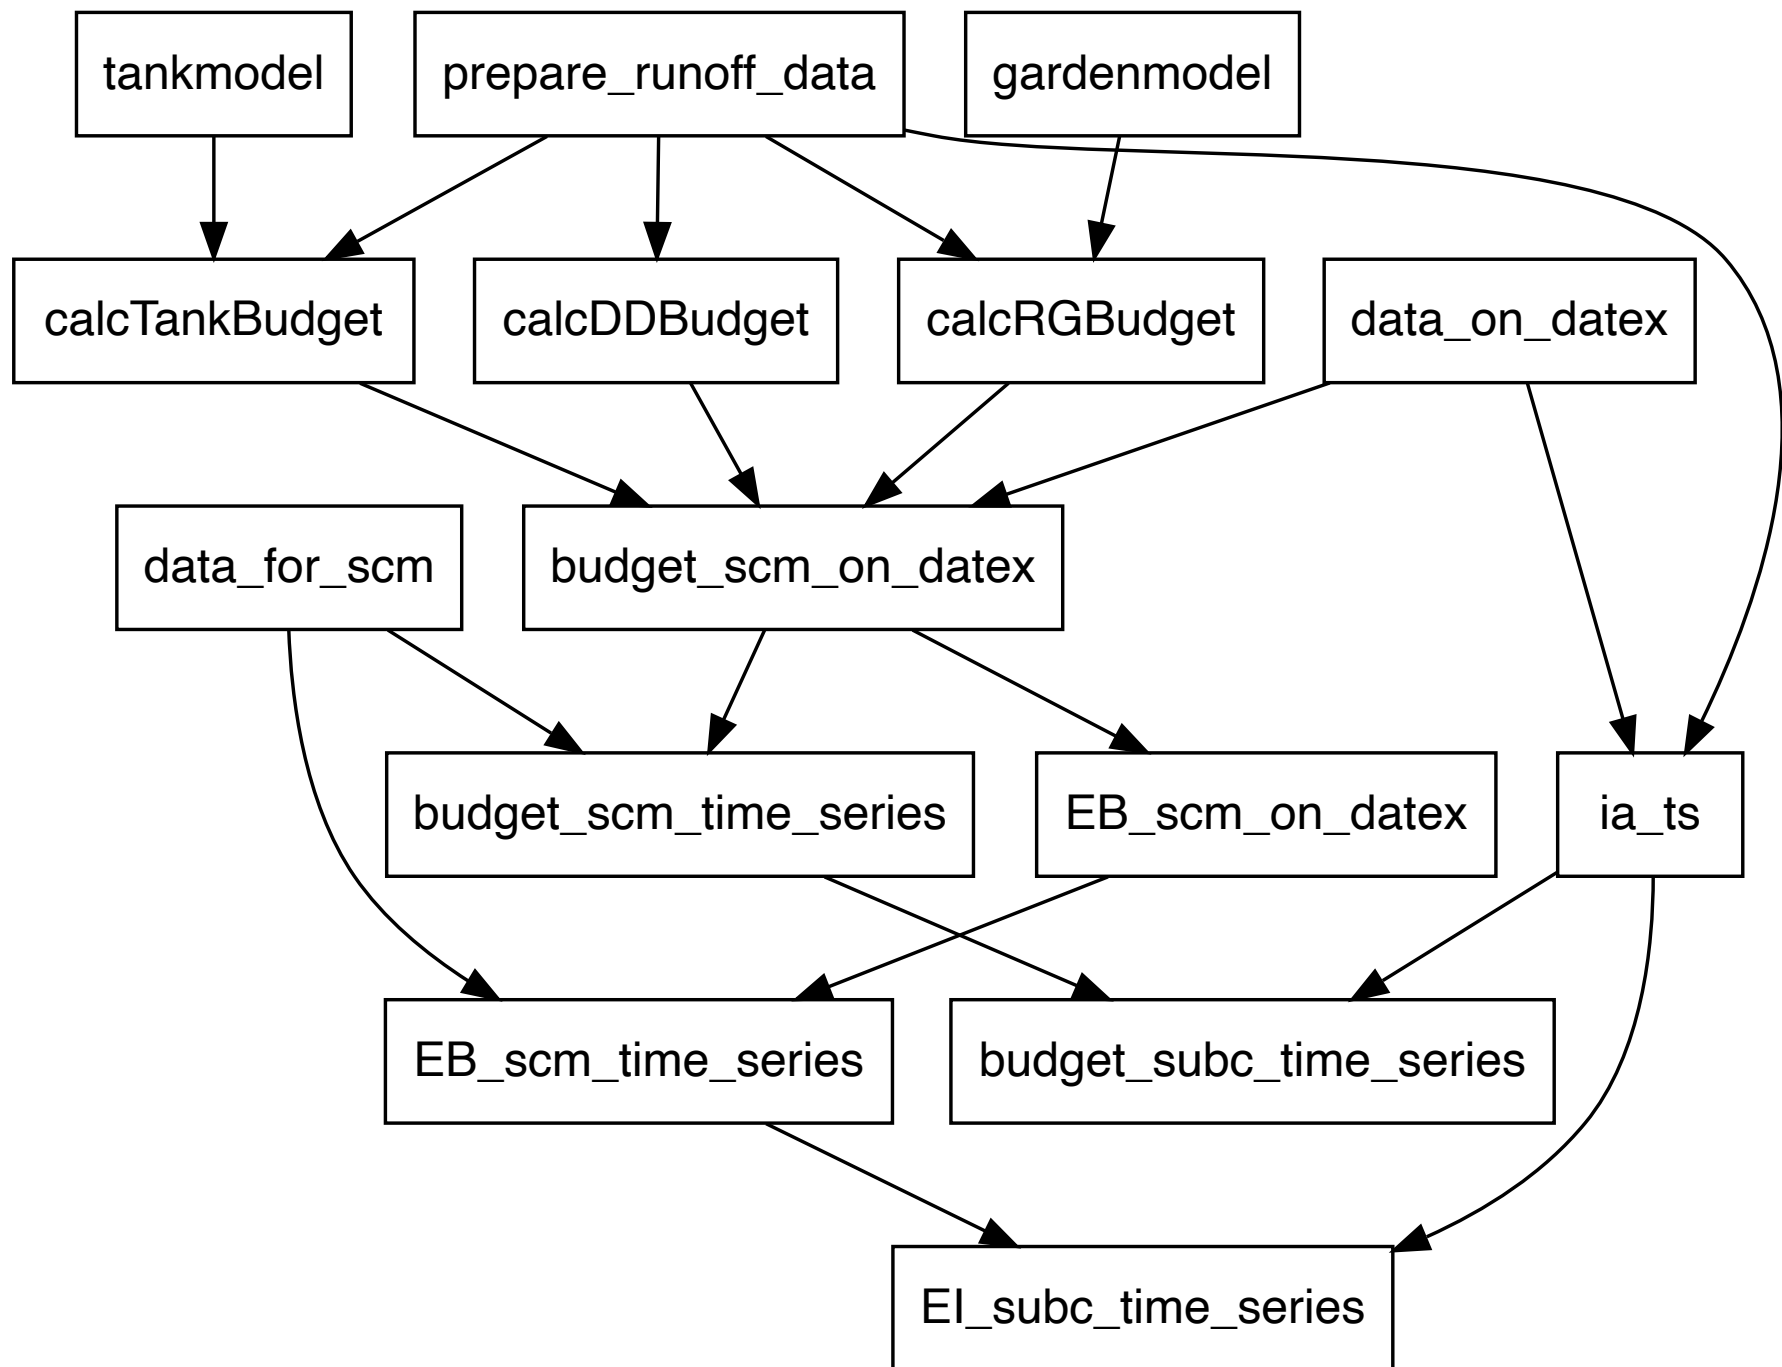 tankmodel
prepare_runoff_data
gardenmodel
calcTankBudget
calcDDBudget
calcRGBudget
data_on_datex
data_for_scm
budget_scm_on_datex
budget_scm_time_series
EB_scm_on_datex
ia_ts
EB_scm_time_series
budget_subc_time_series
EI_subc_time_series